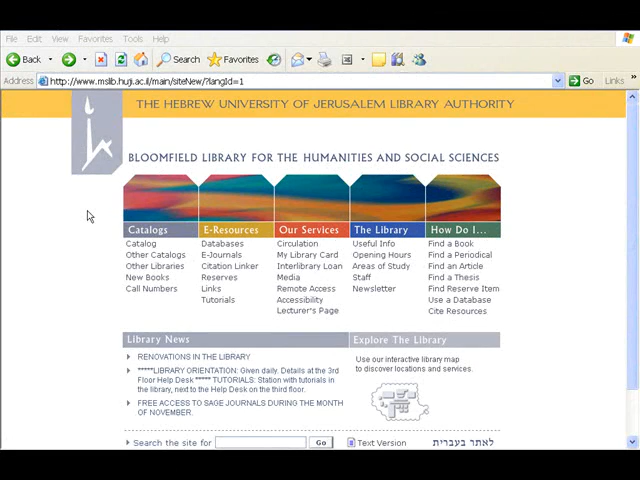 File Edit View Favorites Tools Help
Back Search Favorites
Address http://www.mslib.huji.ac.il/main/siteNew/?langId=1 Go Links »
THE HEBREW UNIVERSITY OF JERUSALEM LIBRARY AUTHORITY
BLOOMFIELD LIBRARY FOR THE HUMANITIES AND SOCIAL SCIENCES
Catalogs
Catalog
Other Catalogs
Other Libraries
New Books
Call Numbers
E-Resources
Databases
E-Journals
Citation Linker
Reserves
Links
Tutorials
Our Services
Circulation
My Library Card
Interlibrary Loan
Media
Remote Access
Accessibility
Lecturer's Page
The Library
Useful Info
Opening Hours
Areas of Study
Staff
Newsletter
How Do I...
Find a Book
Find a Periodical
Find an Article
Find a Thesis
Find Reserve Item
Use a Database
Cite Resources
Library News
RENOVATIONS IN THE LIBRARY
*****LIBRARY ORIENTATION: Given daily. Details at the 3rd
Floor Help Desk ***** TUTORIALS: Station with tutorials in
the library, next to the Help Desk on the third floor.
FREE ACCESS TO SAGE JOURNALS DURING THE MONTH
OF NOVEMBER.
Explore The Library
Use our interactive library map
to discover locations and services.
Search the site for Go Text Version לאתר בעברית